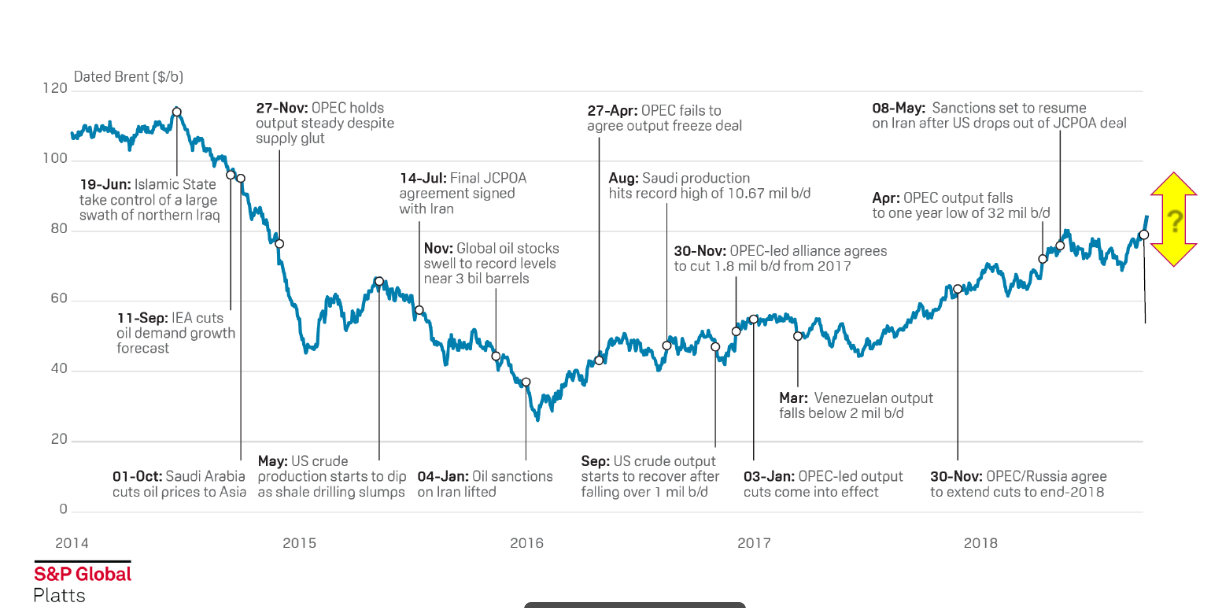 Dated Brent ($/b)
120
100
80
60
40
20
0
2014
2015
2016
2017
2018
19-Jun: Islamic State
take control of a large
swath of northern Iraq
11-Sep: IEA cuts
oil demand growth
forecast
01-Oct: Saudi Arabia
cuts oil prices to Asia
27-Nov: OPEC holds
output steady despite
supply glut
May: US crude
production starts to dip
as shale drilling slumps
14-Jul: Final JCPOA
agreement signed
with Iran
Nov: Global oil stocks
swell to record levels
near 3 bil barrels
04-Jan: Oil sanctions
on Iran lifted
27-Apr: OPEC fails to
agree output freeze deal
Aug: Saudi production
hits record high of 10.67 mil b/d
Sep: US crude output
starts to recover after
falling over 1 mil b/d
30-Nov: OPEC-led alliance agrees
to cut 1.8 mil b/d from 2017
03-Jan: OPEC-led output
cuts come into effect
Mar: Venezuelan output
falls below 2 mil b/d
30-Nov: OPEC/Russia agree
to extend cuts to end-2018
Apr: OPEC output falls
to one year low of 32 mil b/d
08-May: Sanctions set to resume
on Iran after US drops out of JCPOA deal
?
S&P Global
Platts